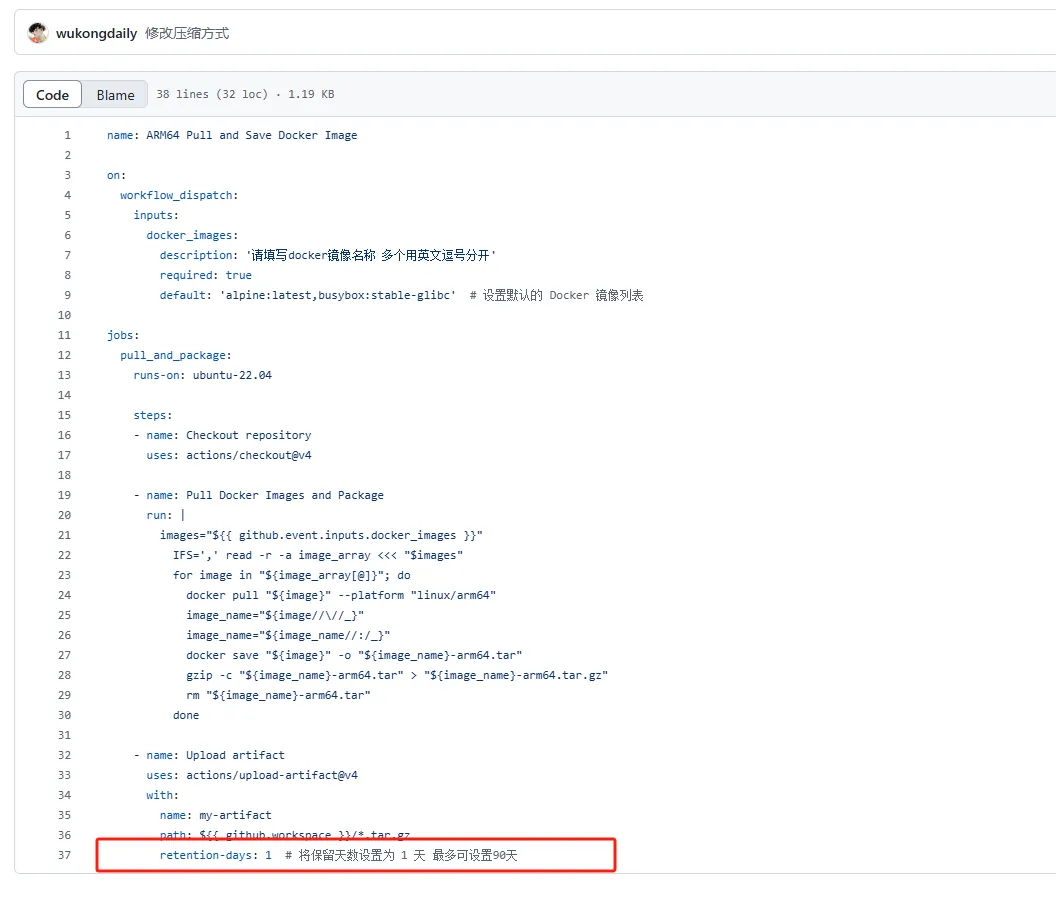 wukongdaily 修改压缩方式
Code Blame 38 lines (32 loc) · 1.19 KB
1 name: ARM64 Pull and Save Docker Image
2
3 on:
4 workflow_dispatch:
5 inputs:
6 docker_images:
7 description: '请填写docker镜像名称 多个用英文逗号分开'
8 required: true
9 default: 'alpine:latest,busybox:stable-glibc' # 设置默认的 Docker 镜像列表
10
11 jobs:
12 pull_and_package:
13 runs-on: ubuntu-22.04
14
15 steps:
16 - name: Checkout repository
17 uses: actions/checkout@v4
18
19 - name: Pull Docker Images and Package
20 run: |
21 images="${{ github.event.inputs.docker_images }}"
22 IFS=',' read -r -a image_array <<< "$images"
23 for image in "${image_array[@]}"; do
24 docker pull "${image}" --platform "linux/arm64"
25 image_name="${image//\//_}"
26 image_name="${image_name//:/_}"
27 docker save "${image}" -o "${image_name}-arm64.tar"
28 gzip -c "${image_name}-arm64.tar" > "${image_name}-arm64.tar.gz"
29 rm "${image_name}-arm64.tar"
30 done
31
32 - name: Upload artifact
33 uses: actions/upload-artifact@v4
34 with:
35 name: my-artifact
36 path: ${{ github.workspace }}/*.tar.gz
37 retention-days: 1 # 将保留天数设置为 1 天 最多可设置90天